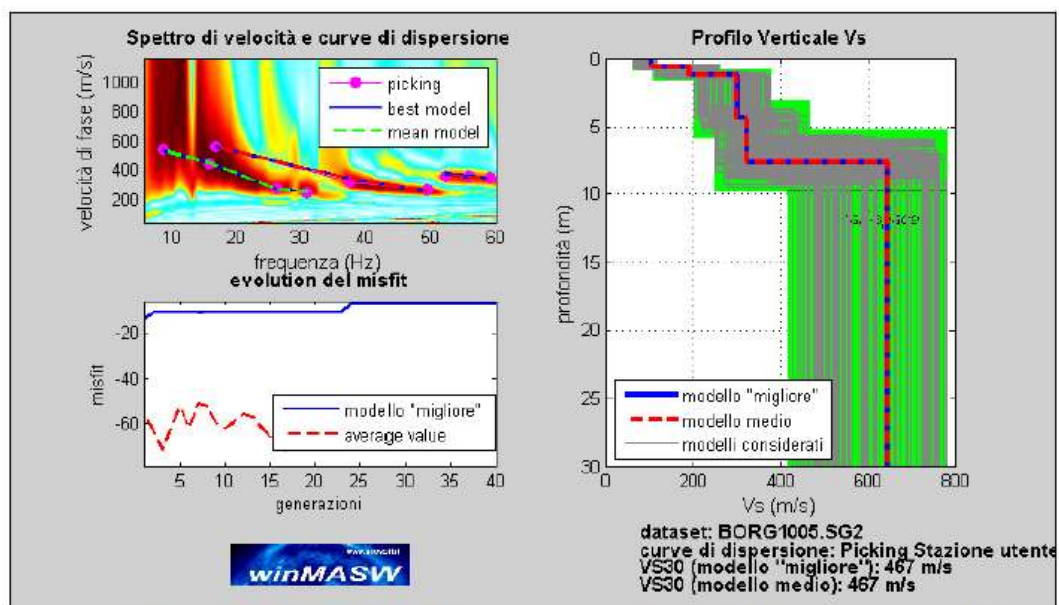 Spettro di velocità e curve di dispersione
velocità di fase (m/s)
1000
800
600
400
200
picking
best model
mean model
10
20
30
40
50
60
frequenza (Hz)
evolution del misfit
misfit
-20
-40
-60
modello "migliore"
average value
5
10
15
20
25
30
35
40
generazioni
winMASW
Profilo Verticale Vs
profondità (m)
0
5
10
15
20
25
30
modello "migliore"
modello medio
modelli considerati
0
200
400
600
800
Vs (m/s)
dataset: BORG1005.SG2
curve di dispersione: Picking Stazione utente
VS30 (modello "migliore"): 467 m/s
VS30 (modello medio): 467 m/s